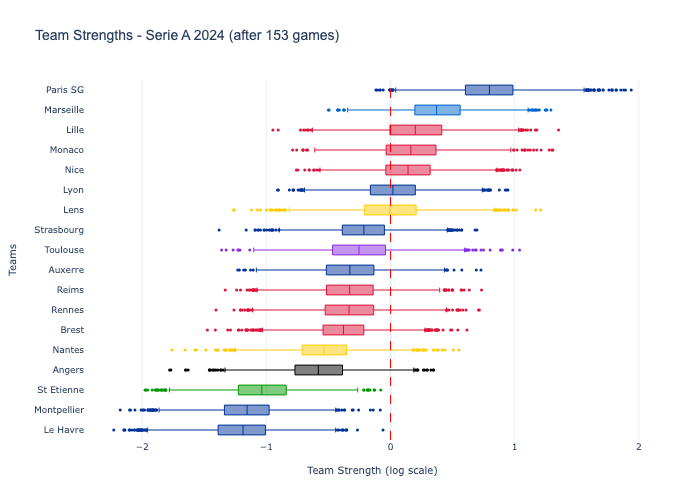 Team Strengths - Serie A 2024 (after 153 games)
Teams
Paris SG
Marseille
Lille
Monaco
Nice
Lyon
Lens
Strasbourg
Toulouse
Auxerre
Reims
Rennes
Brest
Nantes
Angers
St Etienne
Montpellier
Le Havre
−2 −1 0 1 2
Team Strength (log scale)